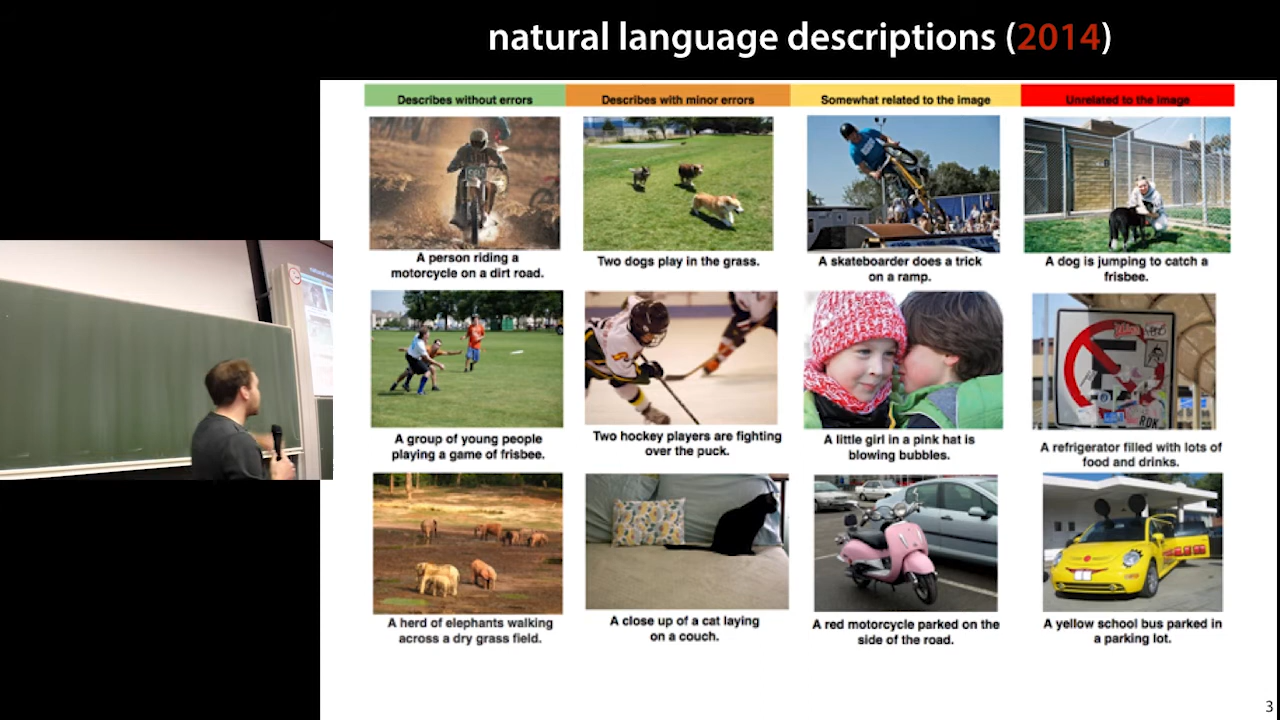 natural language descriptions (2014)
Describes without errors
Describes with minor errors
Somewhat related to the image
Unrelated to the image
A person riding a
motorcycle on a dirt road.
Two dogs play in the grass.
A skateboarder does a trick
on a ramp.
A dog is jumping to catch a
frisbee.
A group of young people
playing a game of frisbee.
Two hockey players are fighting
over the puck.
A little girl in a pink hat is
blowing bubbles.
A refrigerator filled with lots of
food and drinks.
A herd of elephants walking
across a dry grass field.
A close up of a cat laying
on a couch.
A red motorcycle parked on the
side of the road.
A yellow school bus parked in
a parking lot.
3